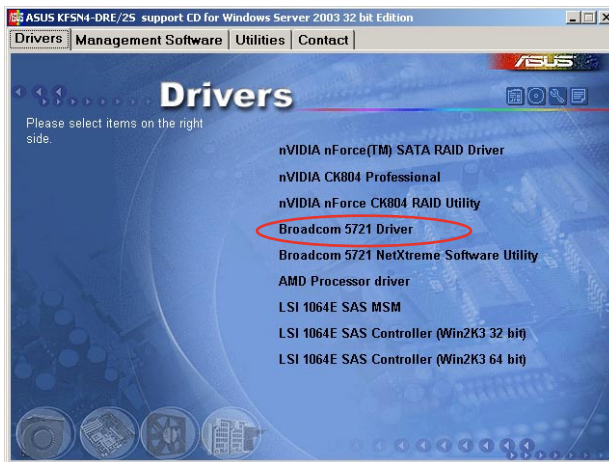 ASUS KFSN4-DRE/2S support CD for Windows Server 2003 32 bit Edition
Drivers Management Software Utilities Contact
ASUS
Drivers
Please select items on the right
side.
nVIDIA nForce(TM) SATA RAID Driver
nVIDIA CK804 Professional
nVIDIA nForce CK804 RAID Utility
Broadcom 5721 Driver
Broadcom 5721 NetXtreme Software Utility
AMD Processor driver
LSI 1064E SAS MSM
LSI 1064E SAS Controller (Win2K3 32 bit)
LSI 1064E SAS Controller (Win2K3 64 bit)